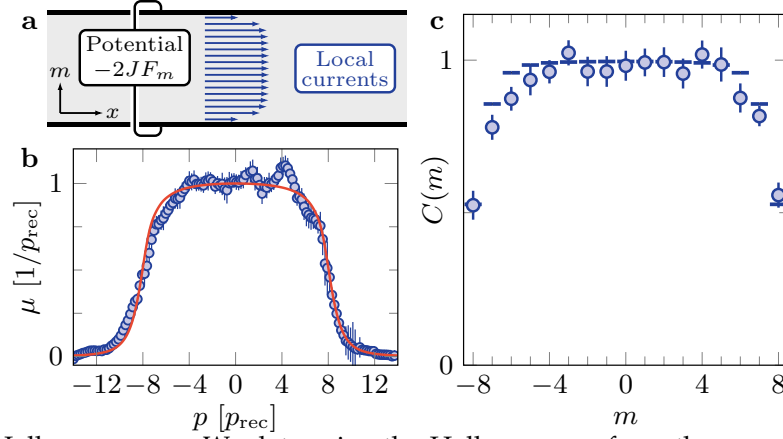 a
Potential
−2JFₘ
Local
currents
m
x
b
μ [1/p_rec]
1
0
−12 −8 −4 0 4 8 12
p [p_rec]
c
C(m)
1
0
−8 −4 0 4 8
m